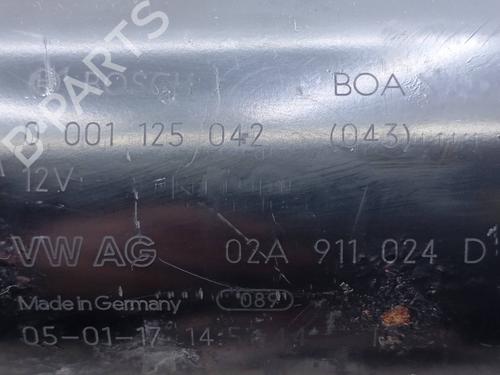 BOSCH BOA
0 001 125 042 (043)
12V
VW AG 02A 911 024 D
Made in Germany 089
05-01-17
B PARTS